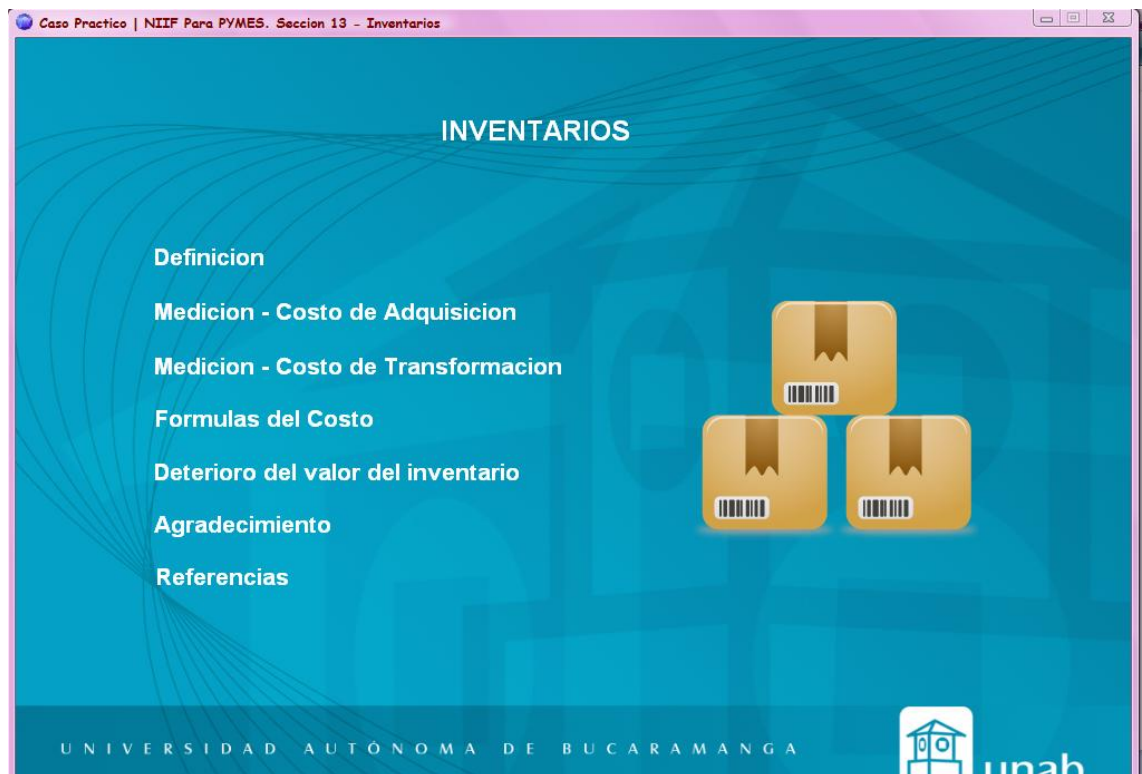 Caso Practico | NIIF Para PYMES. Seccion 13 - Inventarios
INVENTARIOS
Definicion
Medicion - Costo de Adquisicion
Medicion - Costo de Transformacion
Formulas del Costo
Deterioro del valor del inventario
Agradecimiento
Referencias
UNIVERSIDAD AUTÓNOMA DE BUCARAMANGA
unab